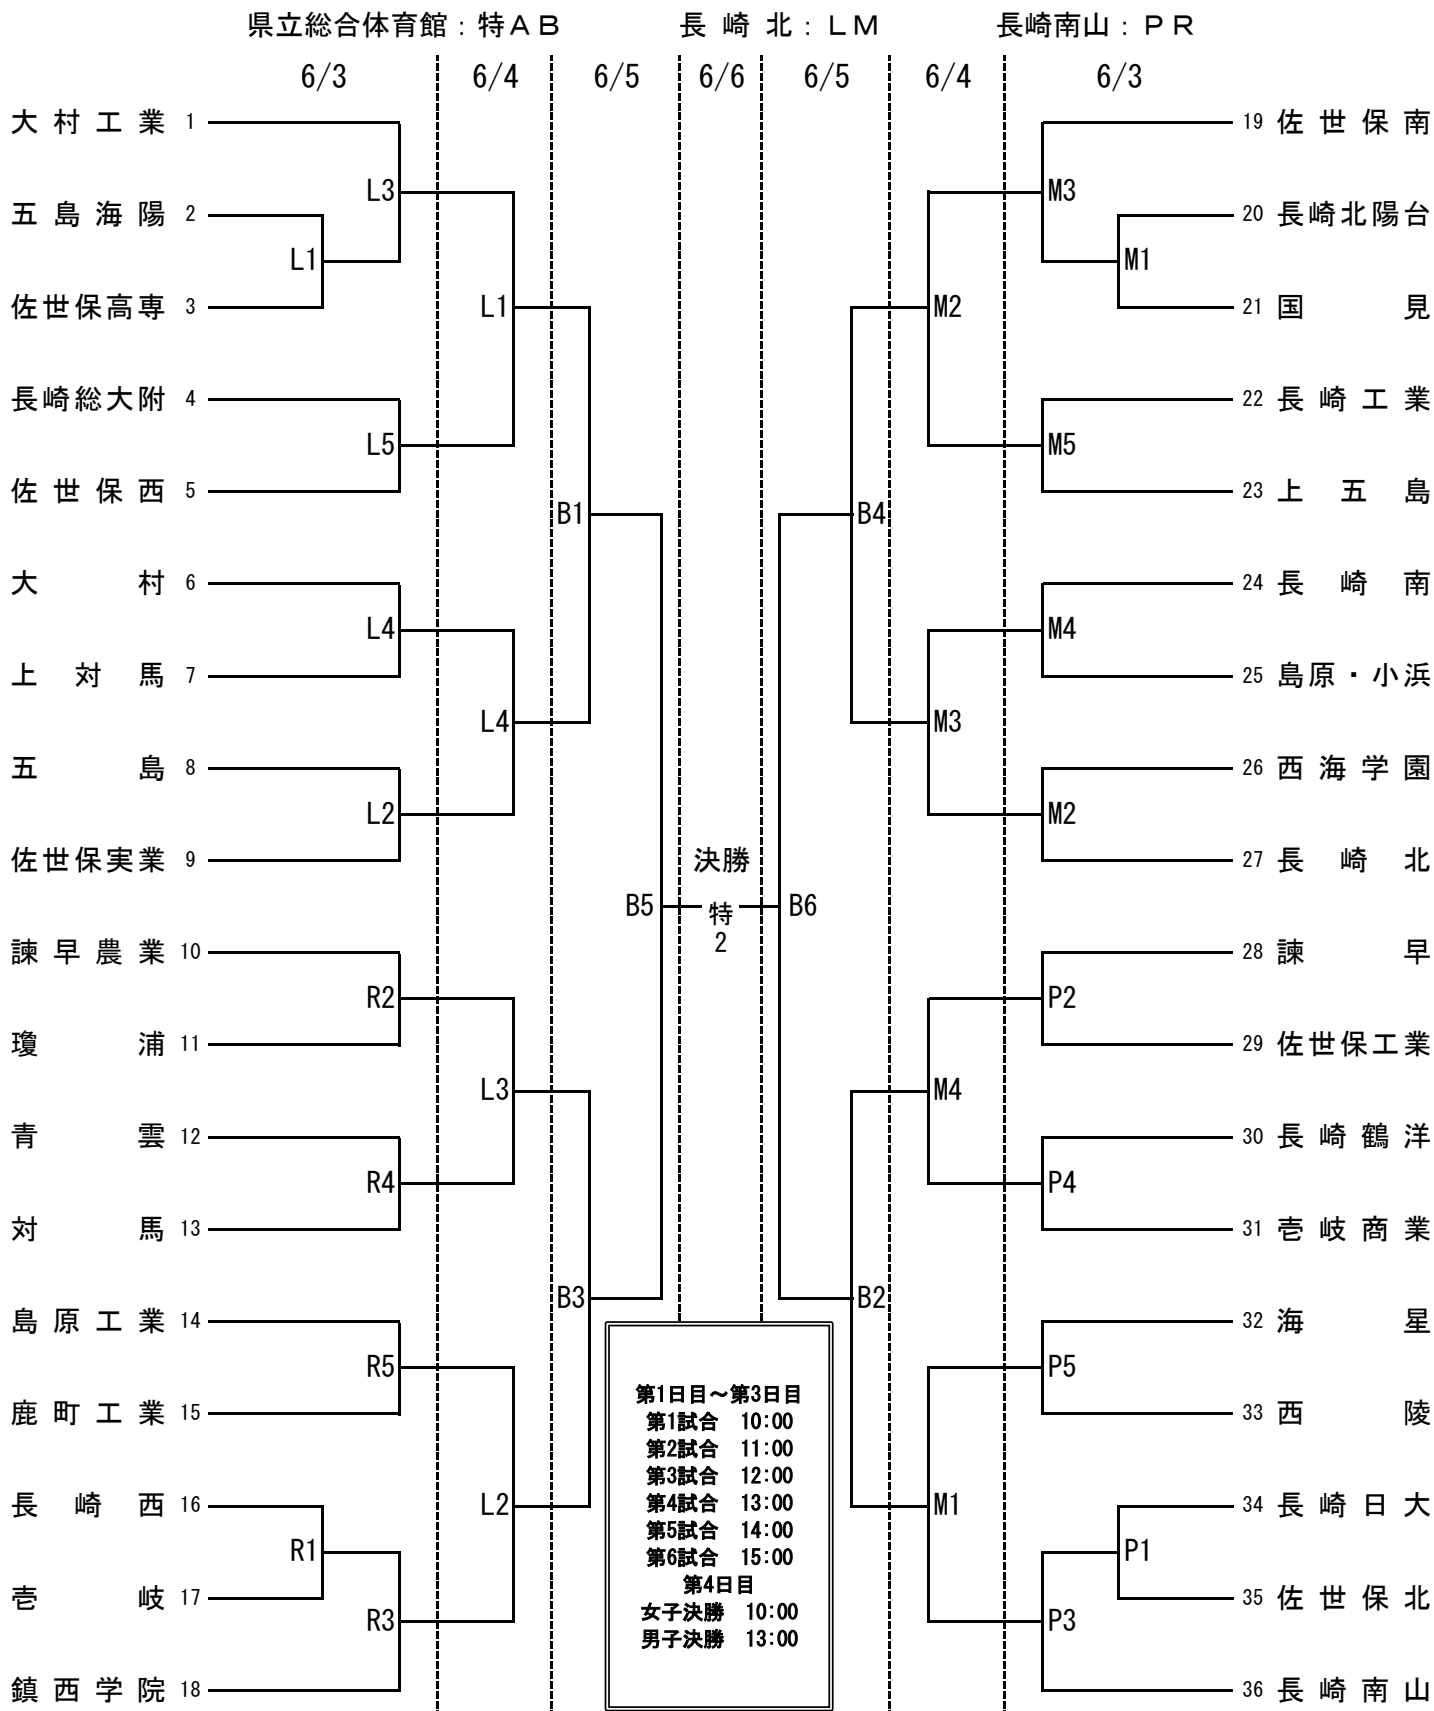 県立総合体育館：特ＡＢ 長崎北：ＬＭ 長崎南山：ＰＲ
6/3 6/4 6/5 6/6 6/5 6/4 6/3
大村工業 1 19 佐世保南
L3 M3
五島海陽 2 20 長崎北陽台
L1 M1
佐世保高専 3 L1 M2 21 国見
長崎総大附 4 22 長崎工業
L5 M5
佐世保西 5 23 上五島
B1 B4
大村 6 24 長崎南
L4 M4
上対馬 7 25 島原・小浜
L4 M3
五島 8 26 西海学園
L2 M2
佐世保実業 9 決勝 27 長崎北
B5 特 B6
2
諫早農業 10 28 諫早
R2 P2
瓊浦 11 29 佐世保工業
L3 M4
青雲 12 30 長崎鶴洋
R4 P4
対馬 13 31 壱岐商業
B3 B2
島原工業 14 32 海星
R5 P5
鹿町工業 15 33 西陵
第1日目～第3日目
第1試合 10:00
第2試合 11:00
第3試合 12:00
第4試合 13:00
第5試合 14:00
第6試合 15:00
第4日目
女子決勝 10:00
男子決勝 13:00
長崎西 16 L2 M1 34 長崎日大
R1 P1
壱岐 17 35 佐世保北
R3 P3
鎮西学院 18 36 長崎南山